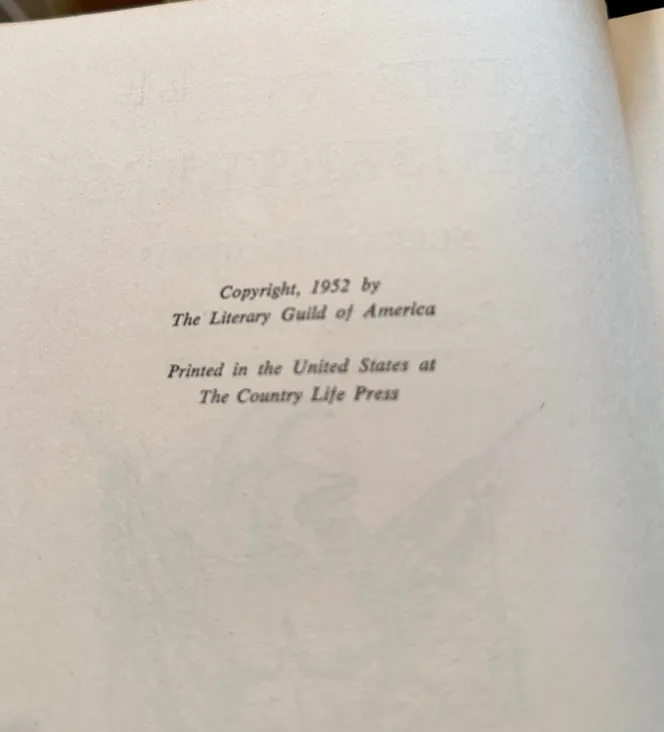 Copyright, 1952 by
The Literary Guild of America
Printed in the United States at
The Country Life Press